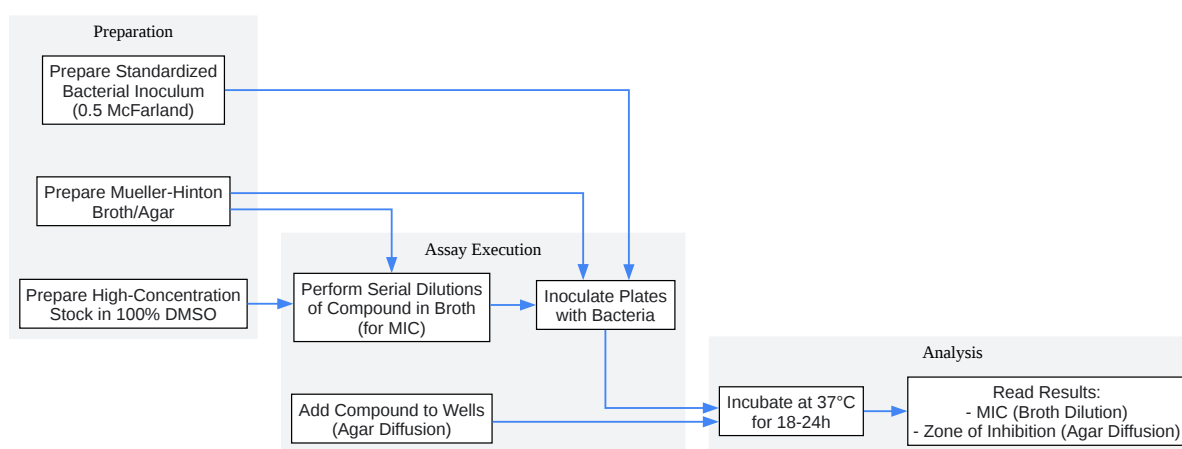 Preparation
Prepare Standardized
Bacterial Inoculum
(0.5 McFarland)
Prepare Mueller-Hinton
Broth/Agar
Prepare High-Concentration
Stock in 100% DMSO
Assay Execution
Perform Serial Dilutions
of Compound in Broth
(for MIC)
Inoculate Plates
with Bacteria
Add Compound to Wells
(Agar Diffusion)
Analysis
Incubate at 37°C
for 18-24h
Read Results:
- MIC (Broth Dilution)
- Zone of Inhibition (Agar Diffusion)